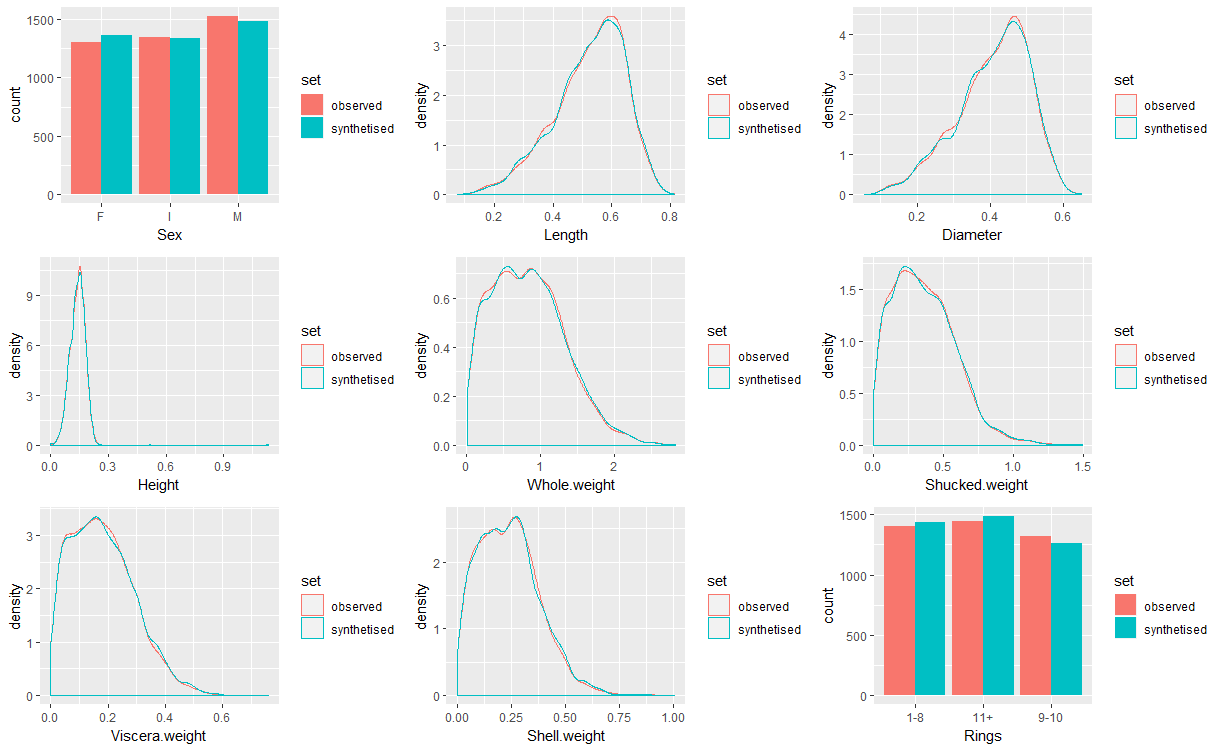 1500
1000
500
0
count
F I M
Sex
set
observed
synthetised
3
2
1
0
density
0.2 0.4 0.6 0.8
Length
set
observed
synthetised
4
3
2
1
0
density
0.2 0.4 0.6
Diameter
set
observed
synthetised
9
6
3
0
density
0.0 0.3 0.6 0.9
Height
set
observed
synthetised
0.6
0.4
0.2
0.0
density
0 1 2
Whole.weight
set
observed
synthetised
1.5
1.0
0.5
0.0
density
0.0 0.5 1.0 1.5
Shucked.weight
set
observed
synthetised
3
2
1
0
density
0.0 0.2 0.4 0.6
Viscera.weight
set
observed
synthetised
2
1
0
density
0.00 0.25 0.50 0.75 1.00
Shell.weight
set
observed
synthetised
1500
1000
500
0
count
1-8 11+ 9-10
Rings
set
observed
synthetised